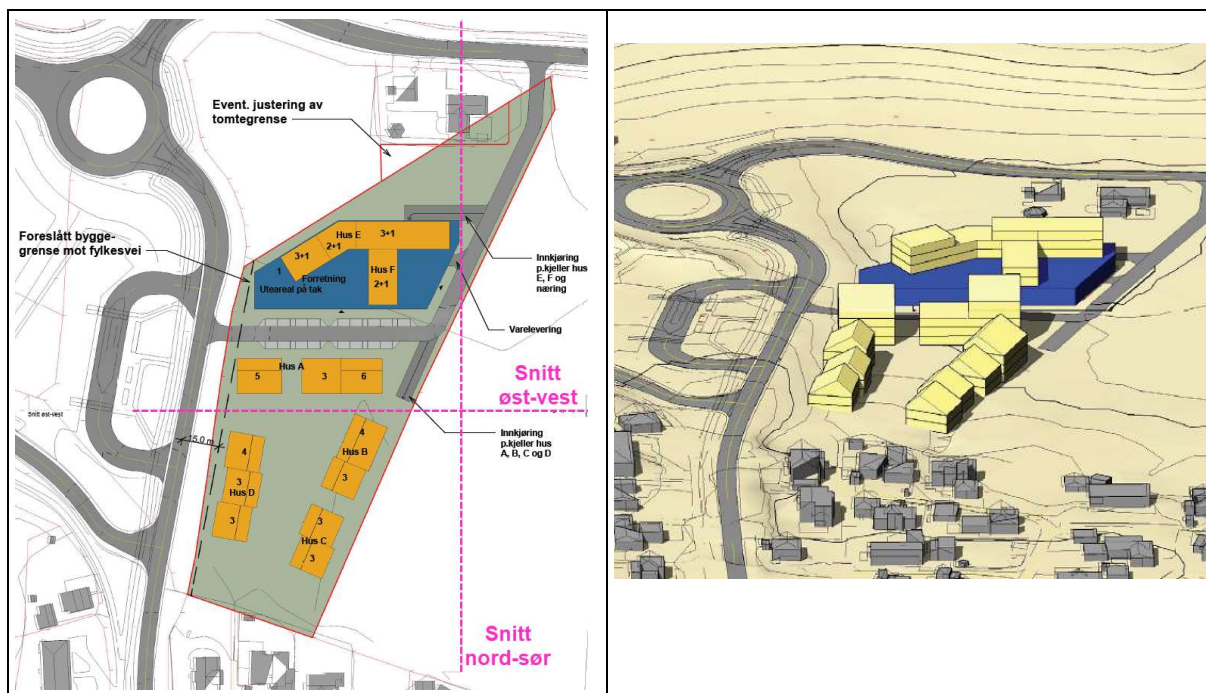 Event. justering av
tomtegrense
Foreslått bygge-
grense mot fylkesvei
3+1
Hus E
2+1
3+1
1
Forretning
Uteareal på tak
Hus F
2+1
Innkjøring
p.kjeller hus
E, F og
næring
Varelevering
Hus A
5
3
6
Snitt
øst-vest
Snitt øst-vest
15.0 m
Innkjøring
p.kjeller hus
A, B, C og D
4
Hus B
3
4
3
Hus D
3
3
Hus C
3
Snitt
nord-sør